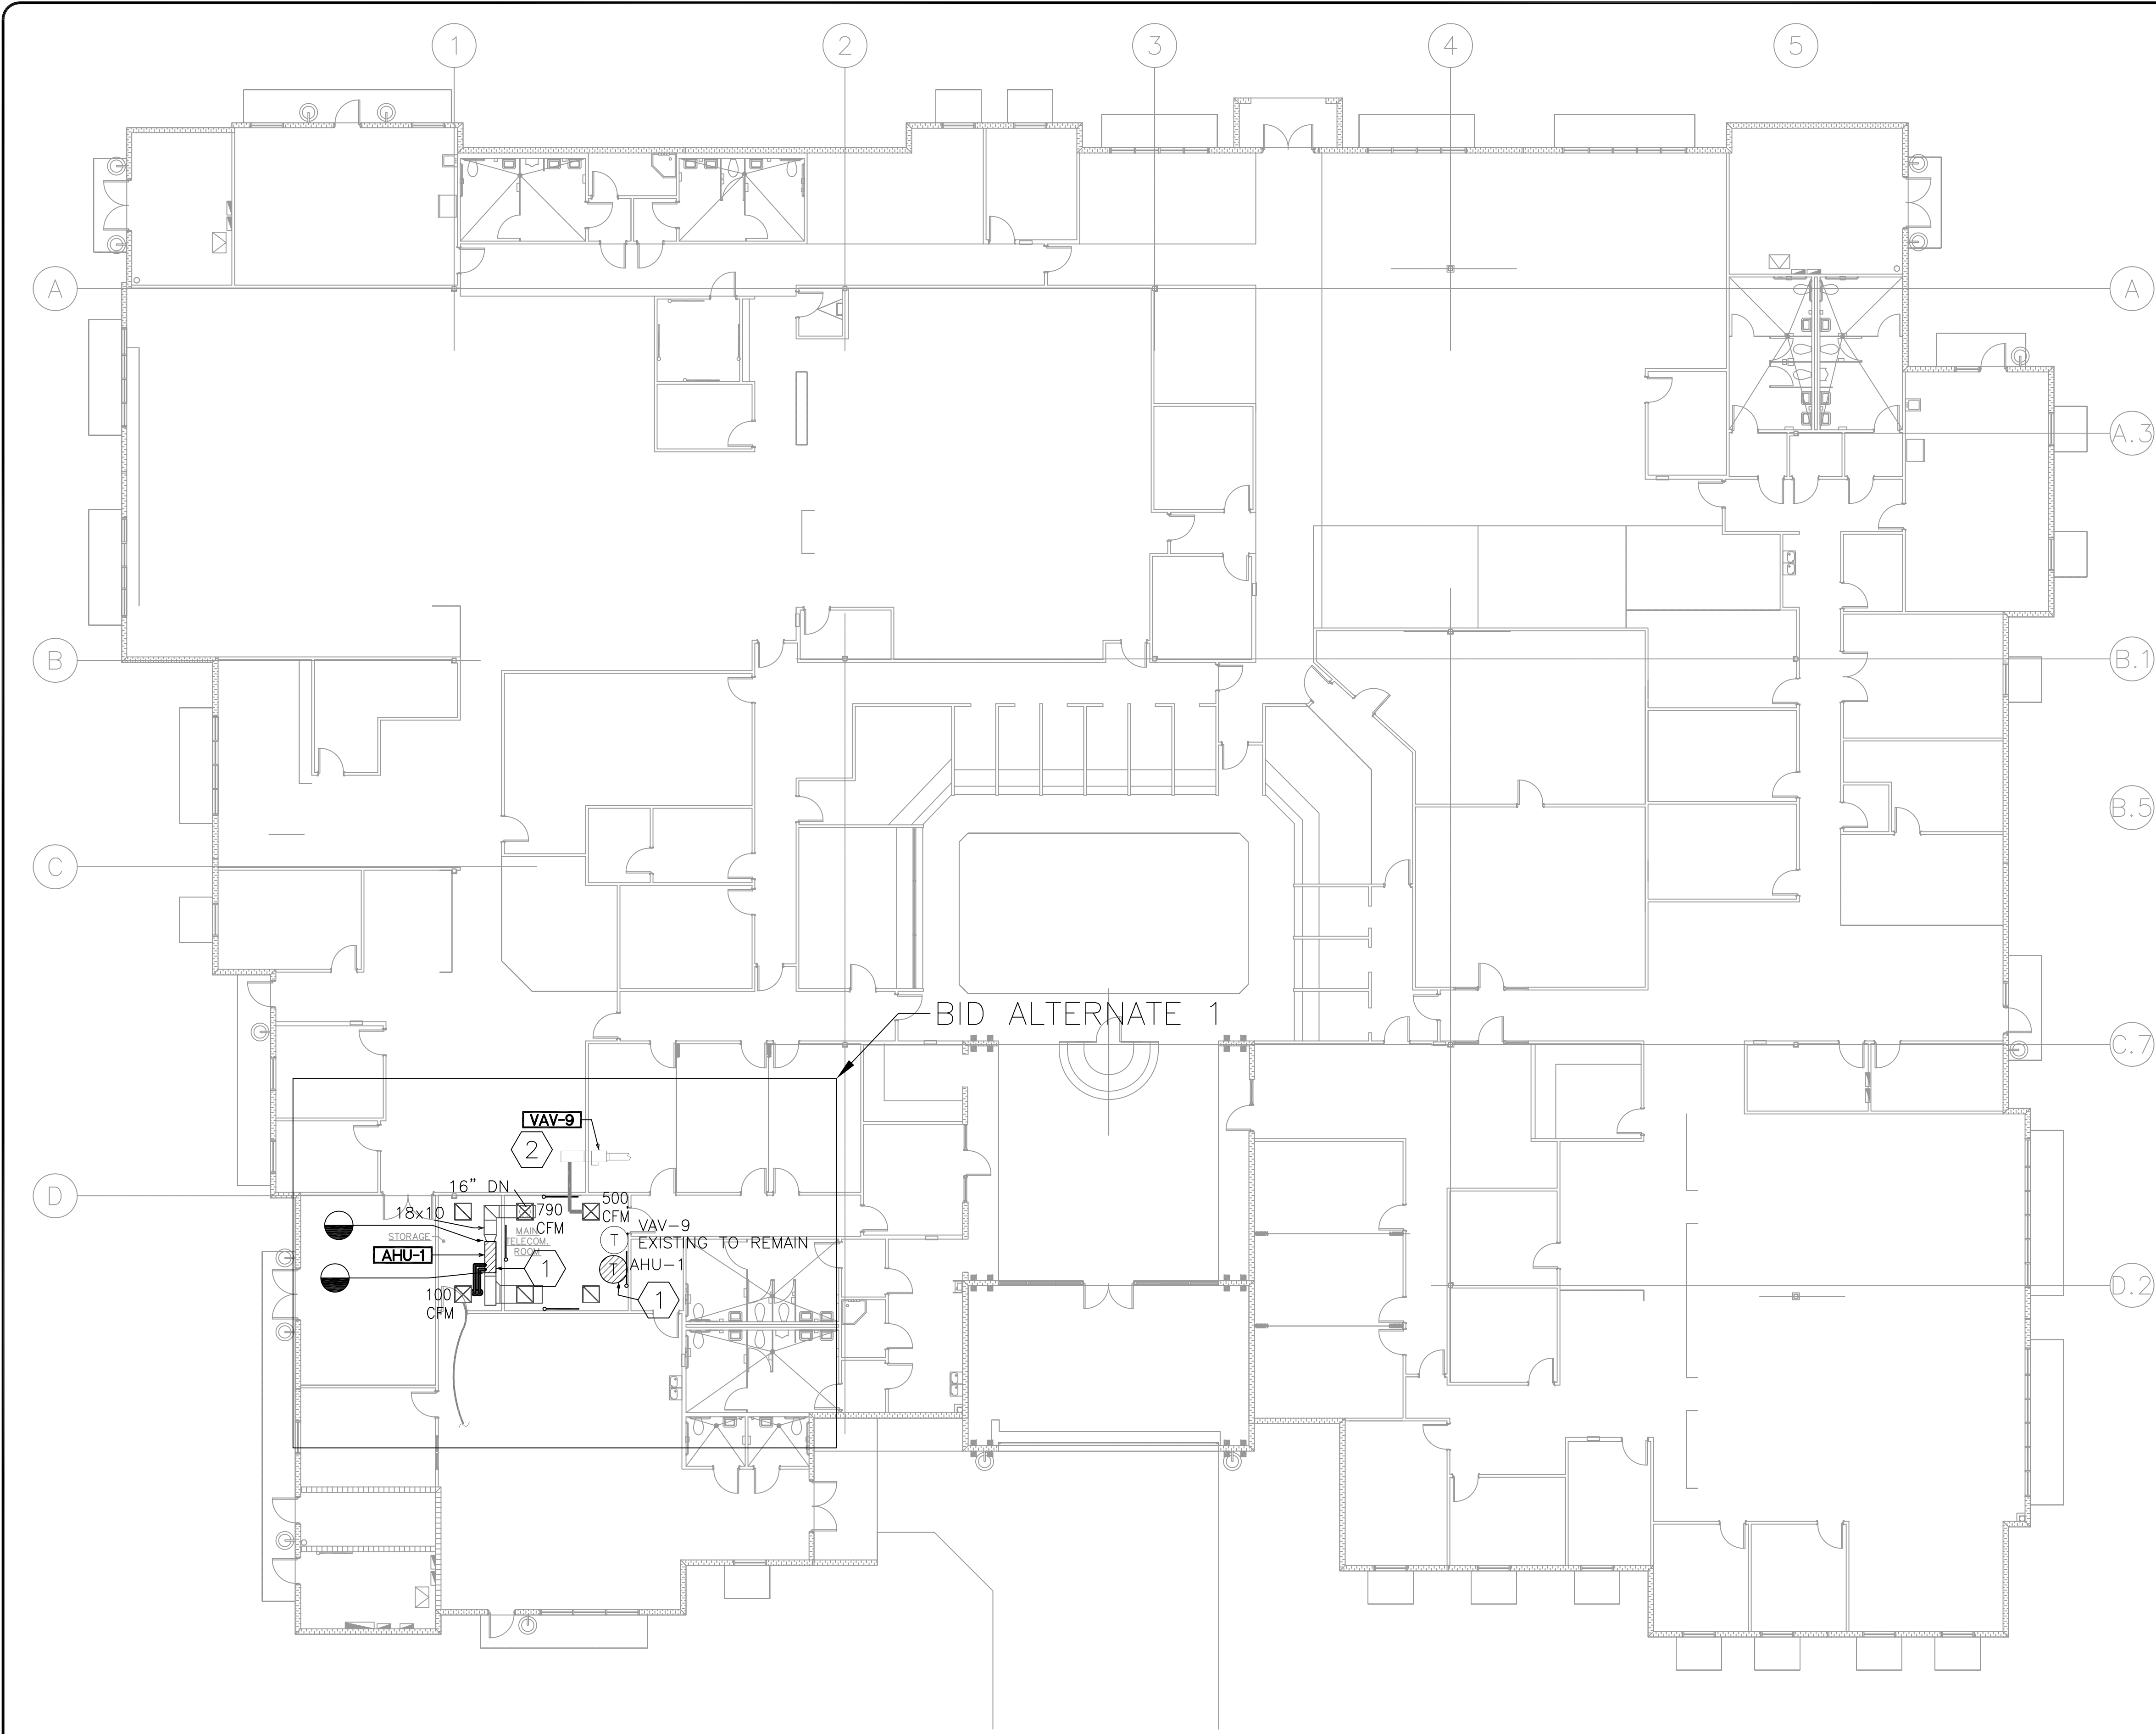 1
2
3
4
5
A
A
A.3
B
B.1
B.5
C
BID ALTERNATE 1
C.7
VAV-9
2
D
16" DN
500
CFM
18x10
790
CFM
VAV-9
EXISTING TO REMAIN
STORAGE
MAIN
TELECOM.
ROOM
T
AHU-1
1
T
AHU-1
D.2
100
CFM
1